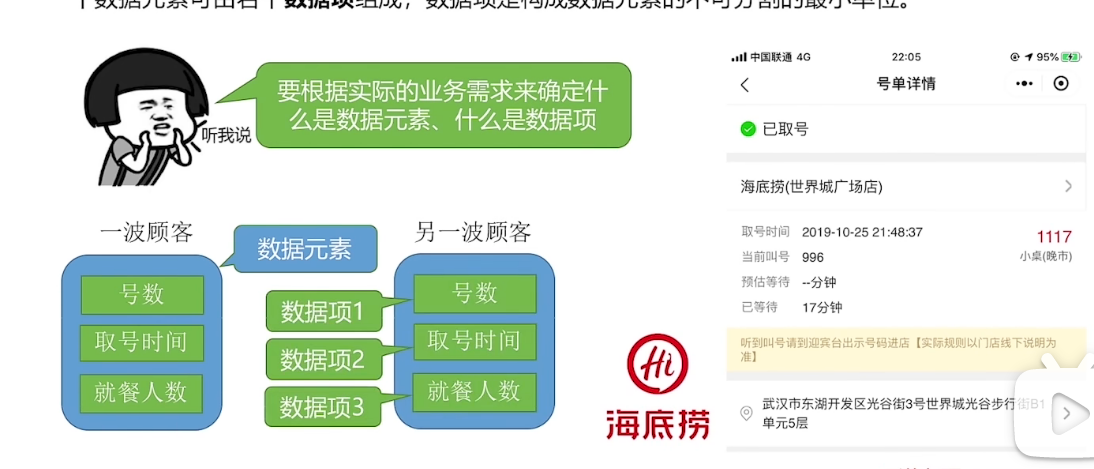 个数据元素可由若干数据项组成，数据项是构成数据元素的不可分割的最小单位。
听我说
要根据实际的业务需求来确定什
么是数据元素、什么是数据项
一波顾客
数据元素
另一波顾客
号数
取号时间
就餐人数
数据项1
数据项2
数据项3
号数
取号时间
就餐人数
Hi
海底捞
中国联通 4G
22:05
95%
号单详情
已取号
海底捞(世界城广场店)
取号时间 2019-10-25 21:48:37
1117
当前叫号 996
小桌(晚市)
预估等待 --分钟
已等待 17分钟
听到叫号请到迎宾台出示号码进店【实际规则以门店线下说明为
准】
武汉市东湖开发区光谷街3号世界城光谷步行街B1
单元5层